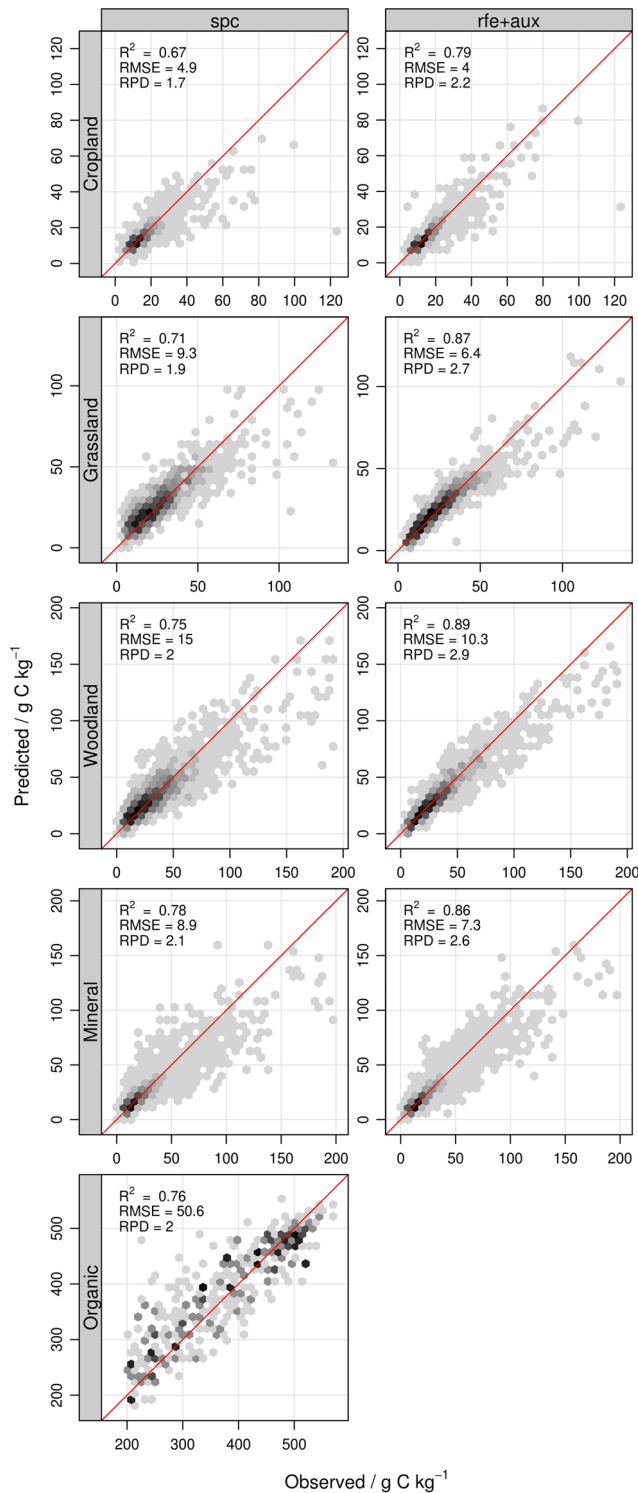 spc rfe+aux
Cropland
R² = 0.67
RMSE = 4.9
RPD = 1.7
R² = 0.79
RMSE = 4
RPD = 2.2
120
100
80
60
40
20
0
0 20 40 60 80 100 120
120
100
80
60
40
20
0
0 20 40 60 80 100 120
Grassland
R² = 0.71
RMSE = 9.3
RPD = 1.9
R² = 0.87
RMSE = 6.4
RPD = 2.7
100
50
0
0 50 100
100
50
0
0 50 100
Predicted / g C kg⁻¹
Woodland
R² = 0.75
RMSE = 15
RPD = 2
R² = 0.89
RMSE = 10.3
RPD = 2.9
200
150
100
50
0
0 50 100 150 200
200
150
100
50
0
0 50 100 150 200
Mineral
R² = 0.78
RMSE = 8.9
RPD = 2.1
R² = 0.86
RMSE = 7.3
RPD = 2.6
200
150
100
50
0
0 50 100 150 200
200
150
100
50
0
0 50 100 150 200
Organic
R² = 0.76
RMSE = 50.6
RPD = 2
500
400
300
200
200 300 400 500
Observed / g C kg⁻¹